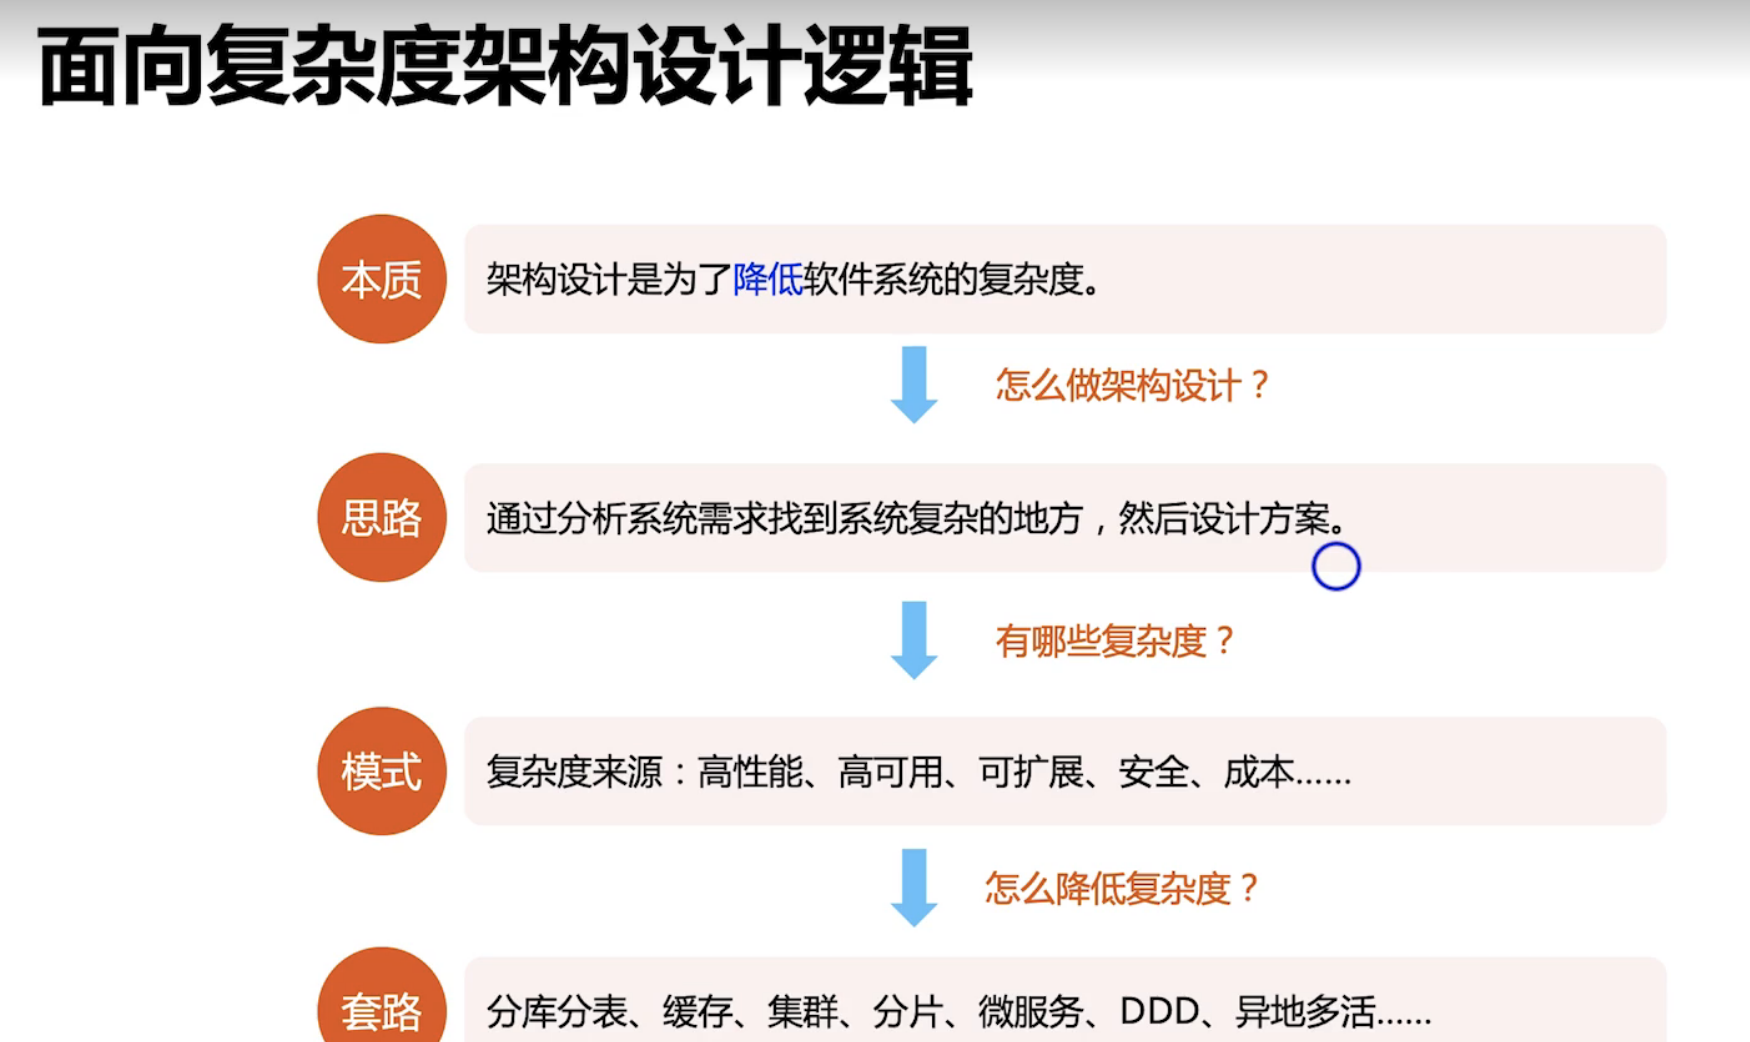 面向复杂度架构设计逻辑
本质
架构设计是为了降低软件系统的复杂度。
怎么做架构设计？
思路
通过分析系统需求找到系统复杂的地方，然后设计方案。
有哪些复杂度？
模式
复杂度来源：高性能、高可用、可扩展、安全、成本……
怎么降低复杂度？
套路
分库分表、缓存、集群、分片、微服务、DDD、异地多活……